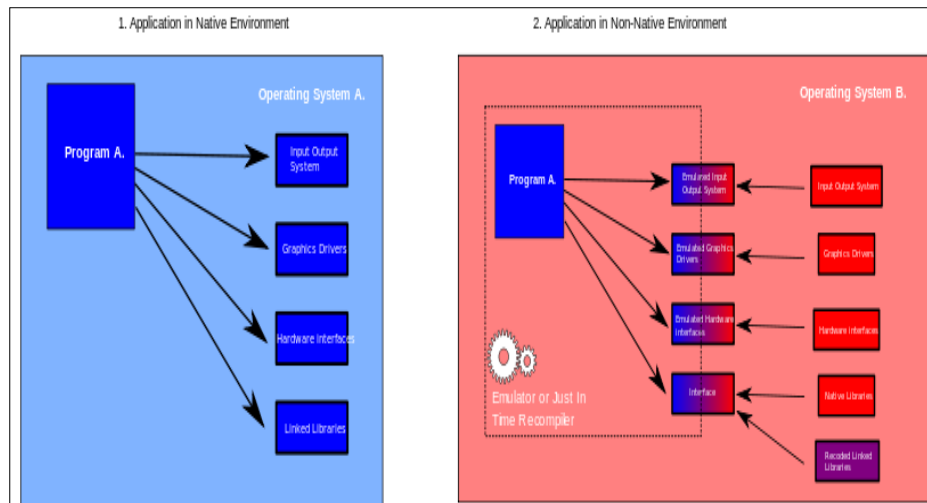 1. Application in Native Environment
2. Application in Non-Native Environment
Operating System A.
Program A.
Input Output
System
Graphics Drivers
Hardware Interfaces
Linked Libraries
Operating System B.
Program A.
Emulated Input
Output System
Emulated Graphics
Drivers
Emulated Hardware
Interfaces
Interface
Input Output System
Graphics Drivers
Hardware Interfaces
Native Libraries
Recoded Linked
Libraries
Emulator or Just In
Time Recompiler